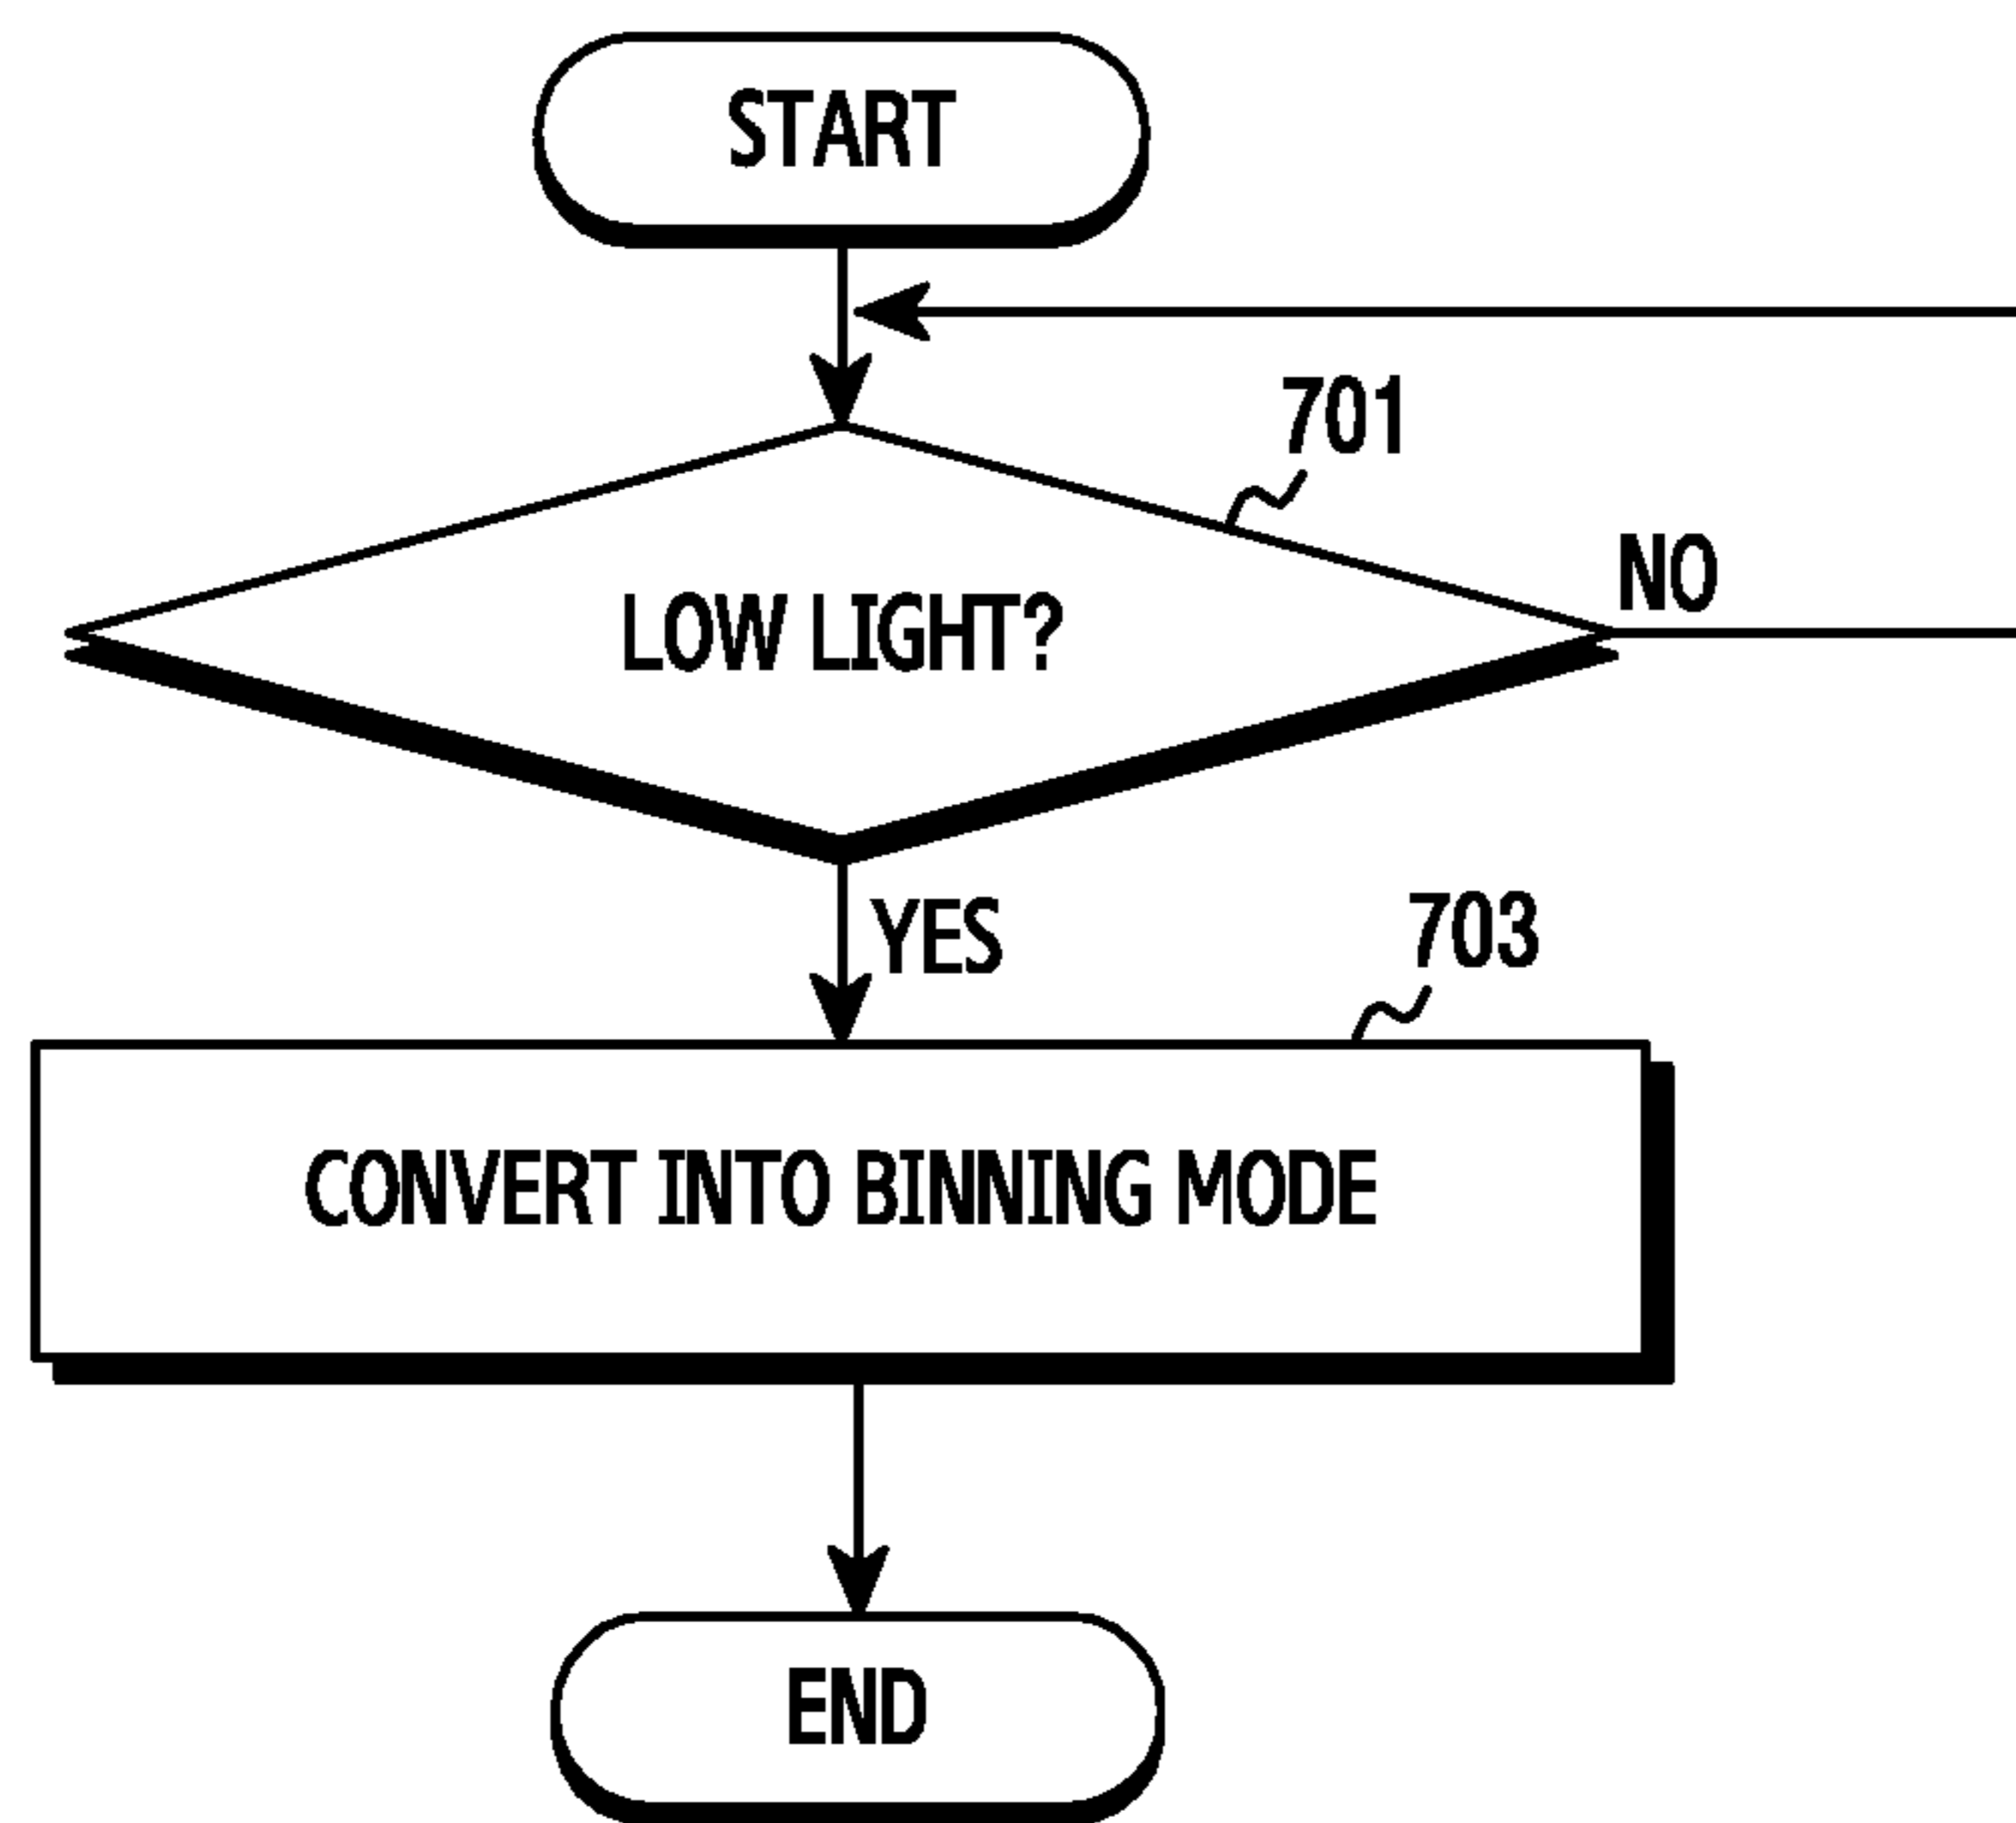 START
701
NO
LOW LIGHT?
YES
703
CONVERT INTO BINNING MODE
END